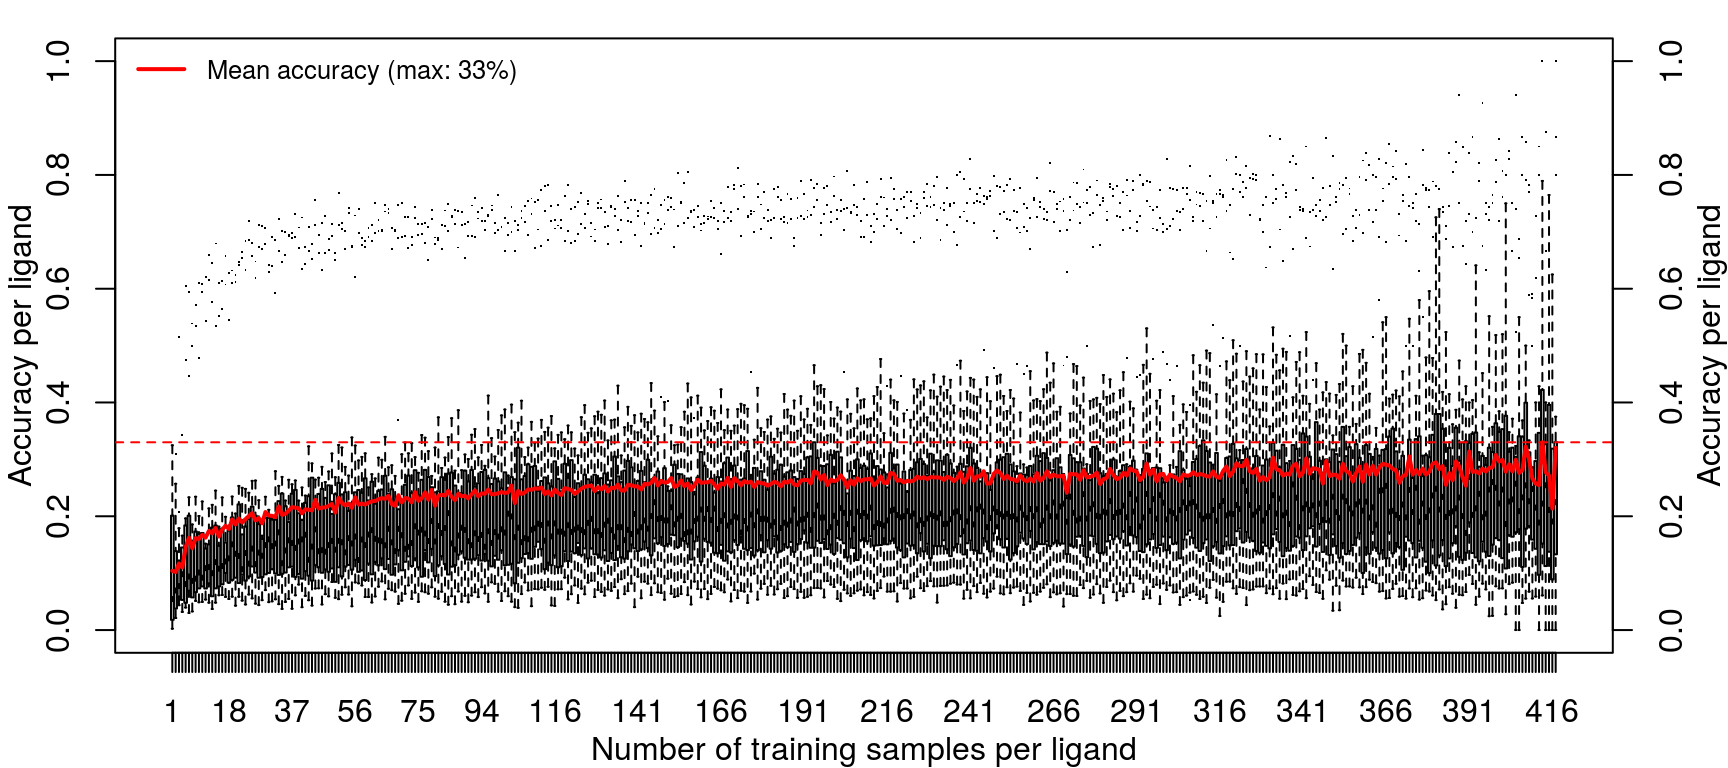 Mean accuracy (max: 33%)
Accuracy per ligand
0.0 0.2 0.4 0.6 0.8 1.0
1 18 37 56 75 94 116 141 166 191 216 241 266 291 316 341 366 391 416
Number of training samples per ligand
0.0 0.2 0.4 0.6 0.8 1.0
Accuracy per ligand